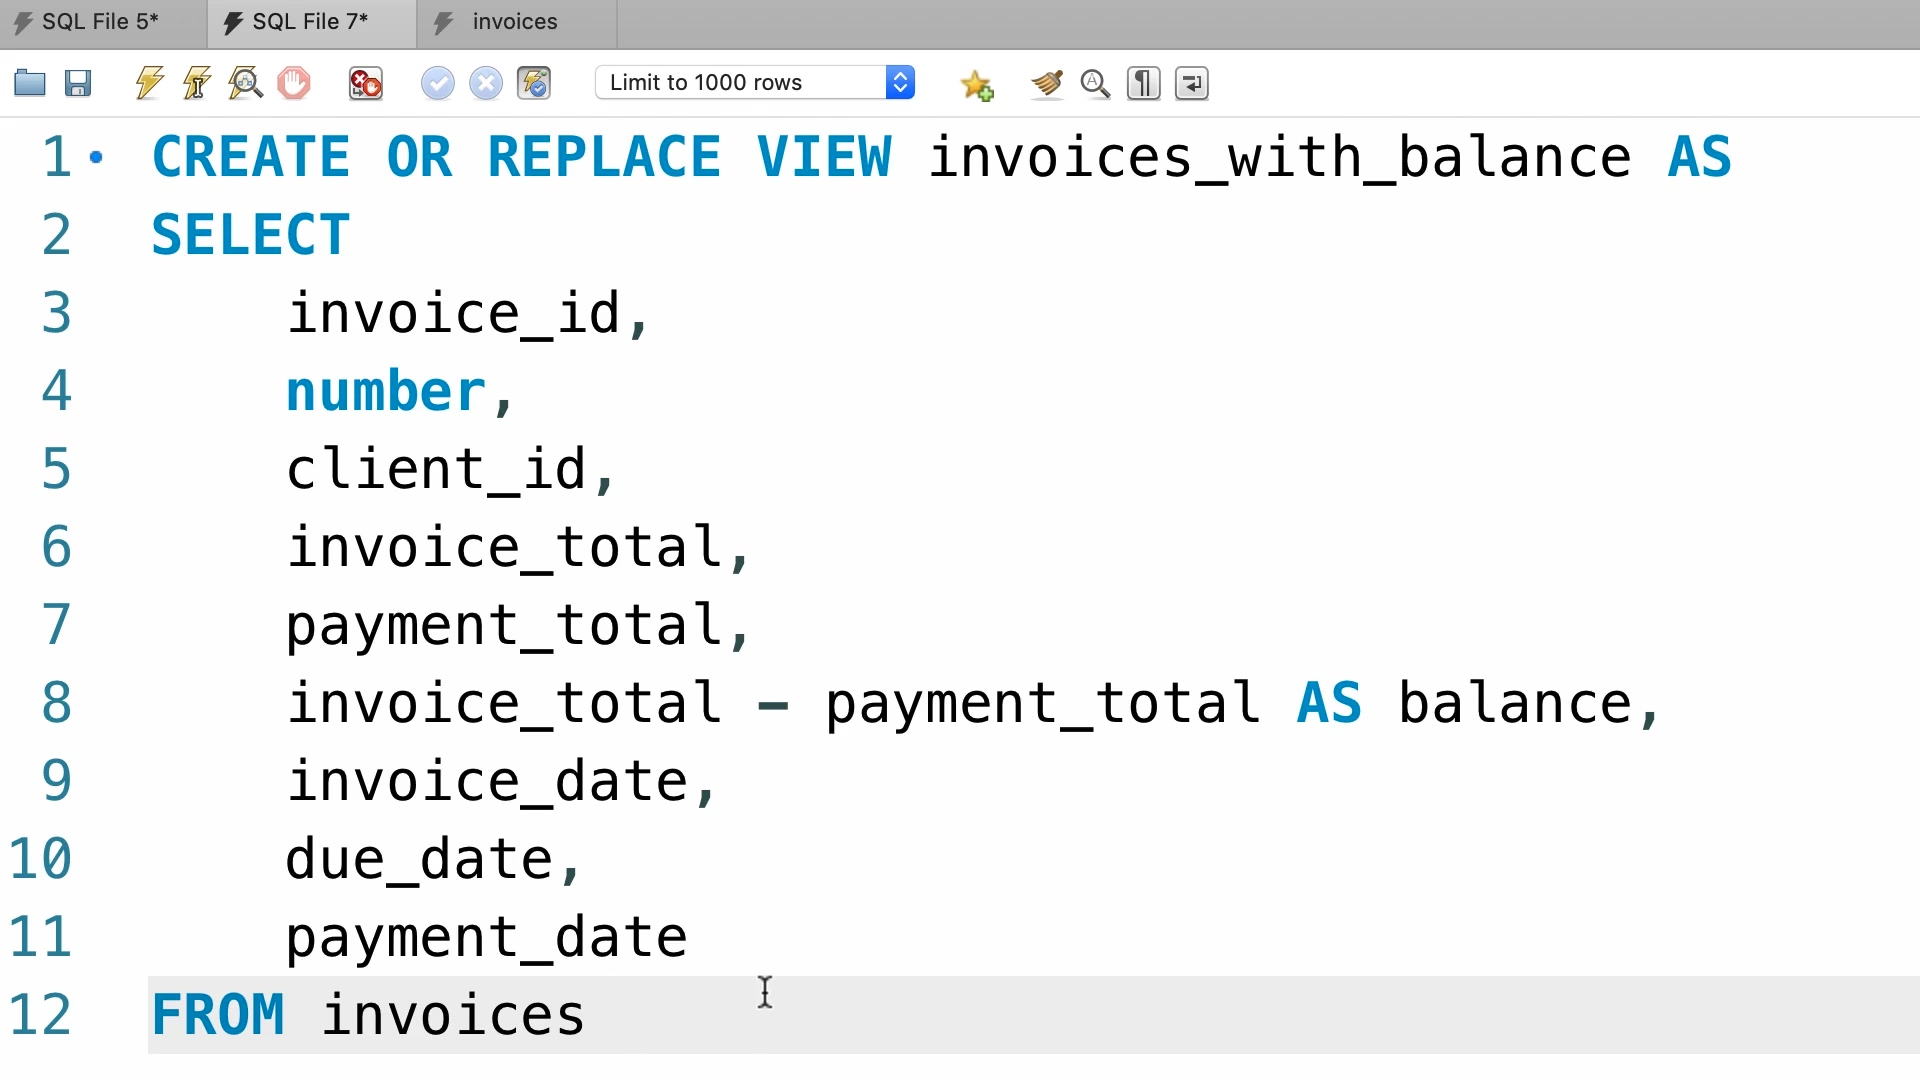 SQL File 5* SQL File 7* invoices
Limit to 1000 rows
1 CREATE OR REPLACE VIEW invoices_with_balance AS
2 SELECT
3 invoice_id,
4 number,
5 client_id,
6 invoice_total,
7 payment_total,
8 invoice_total - payment_total AS balance,
9 invoice_date,
10 due_date,
11 payment_date
12 FROM invoices